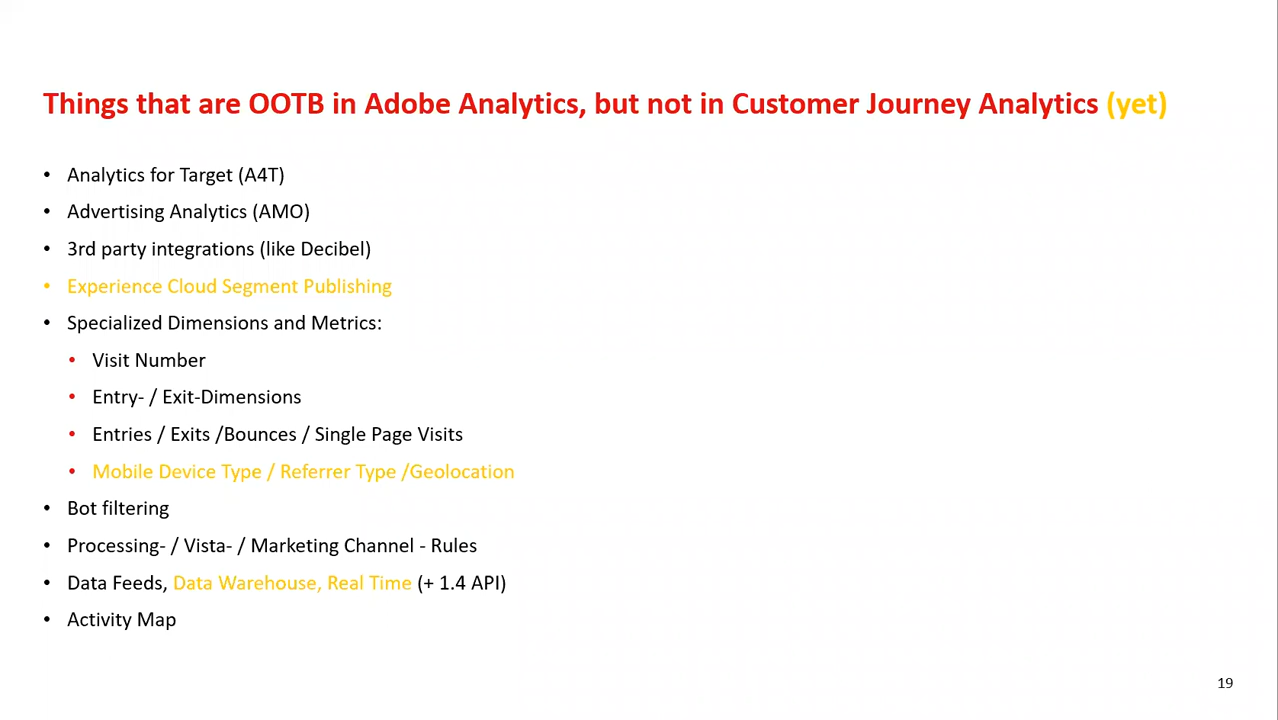 Things that are OOTB in Adobe Analytics, but not in Customer Journey Analytics (yet)
• Analytics for Target (A4T)
• Advertising Analytics (AMO)
• 3rd party integrations (like Decibel)
• Experience Cloud Segment Publishing
• Specialized Dimensions and Metrics:
• Visit Number
• Entry- / Exit-Dimensions
• Entries / Exits /Bounces / Single Page Visits
• Mobile Device Type / Referrer Type /Geolocation
• Bot filtering
• Processing- / Vista- / Marketing Channel - Rules
• Data Feeds, Data Warehouse, Real Time (+ 1.4 API)
• Activity Map
19